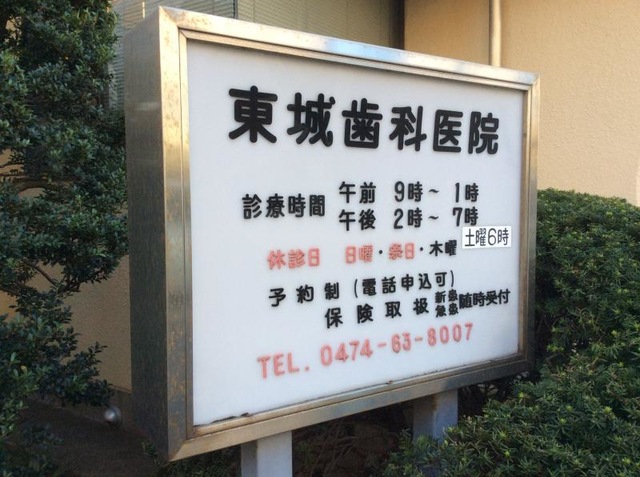 東城歯科医院
診療時間 午前 9時〜1時
午後 2時〜7時
土曜6時
休診日 日曜・祭日・木曜
予約制(電話申込可)
保険取扱 新患 急患 随時受付
TEL. 0474-63-8007